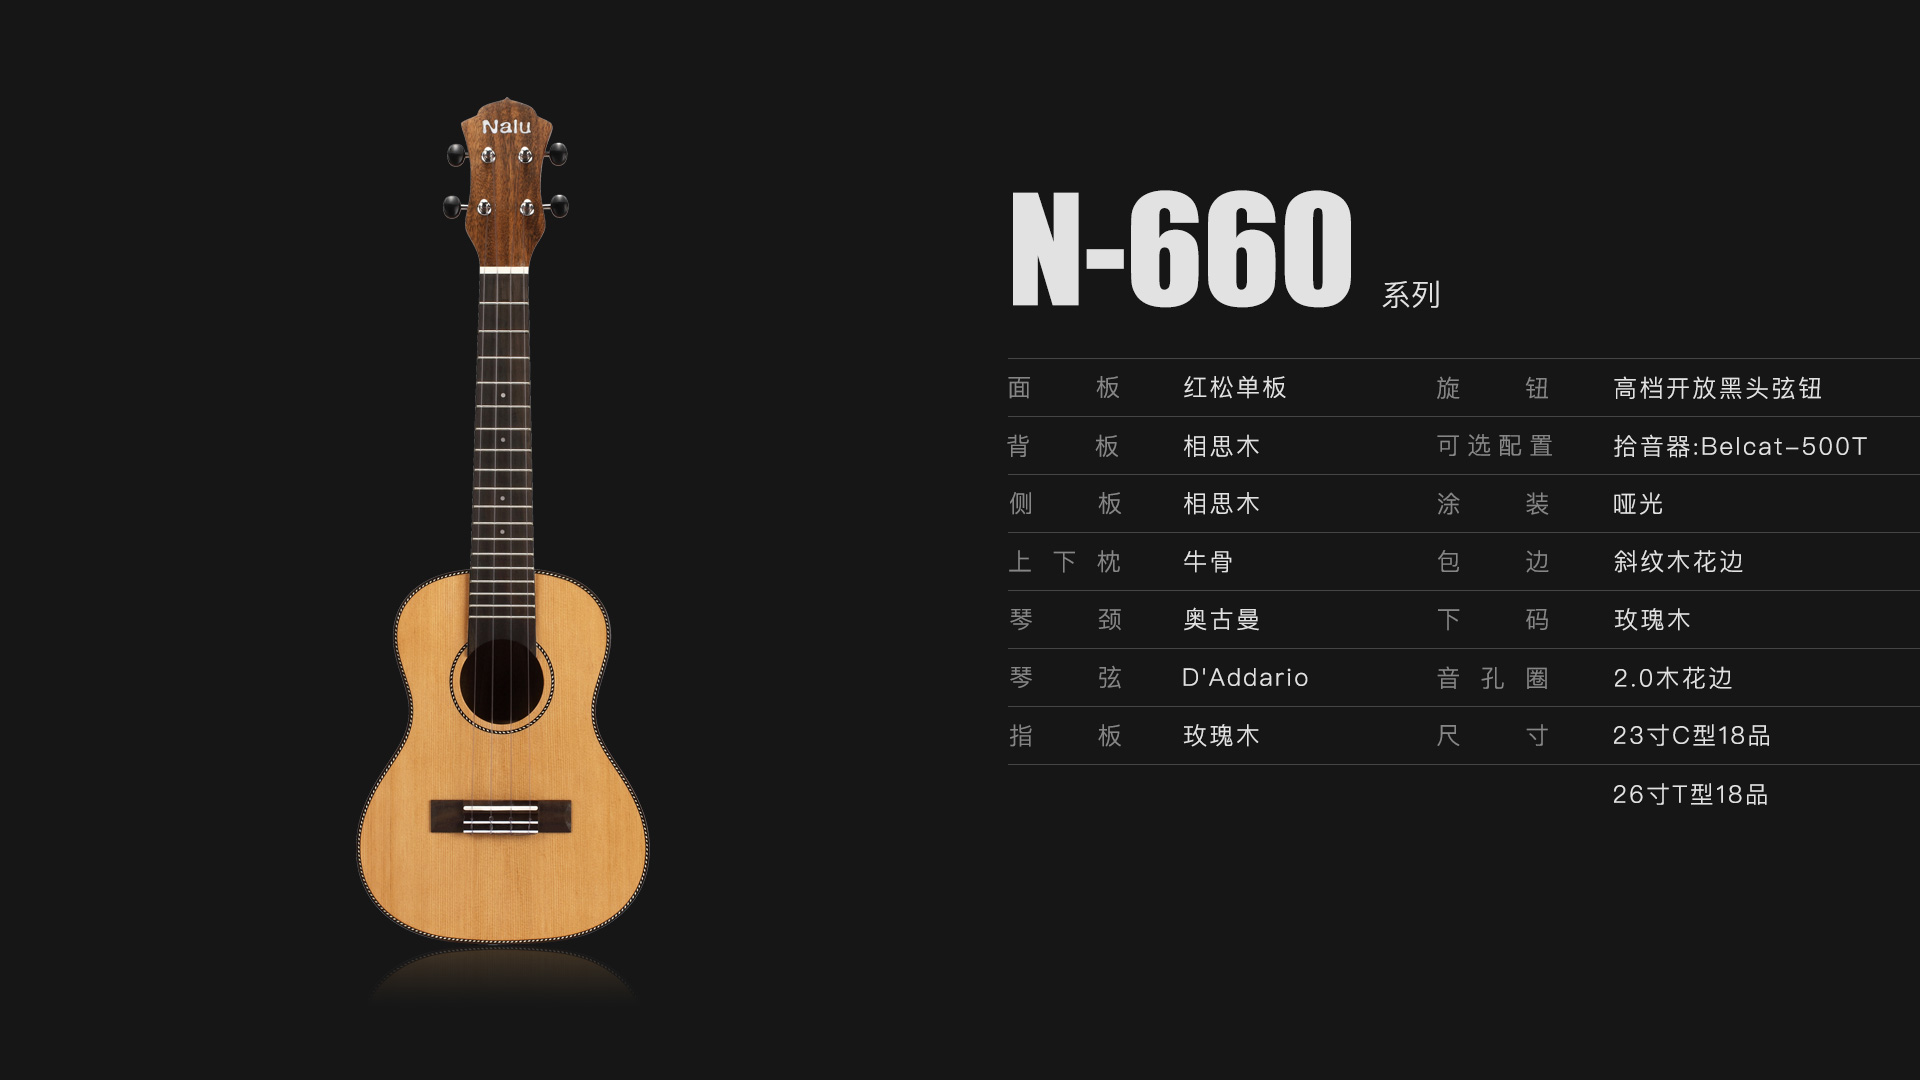 Nalu
N-660 系列
面板 红松单板 旋钮 高档开放黑头弦钮
背板 相思木 可选配置 拾音器:Belcat-500T
侧板 相思木 涂装 哑光
上下枕 牛骨 包边 斜纹木花边
琴颈 奥古曼 下码 玫瑰木
琴弦 D'Addario 音孔圈 2.0木花边
指板 玫瑰木 尺寸 23寸C型18品
26寸T型18品